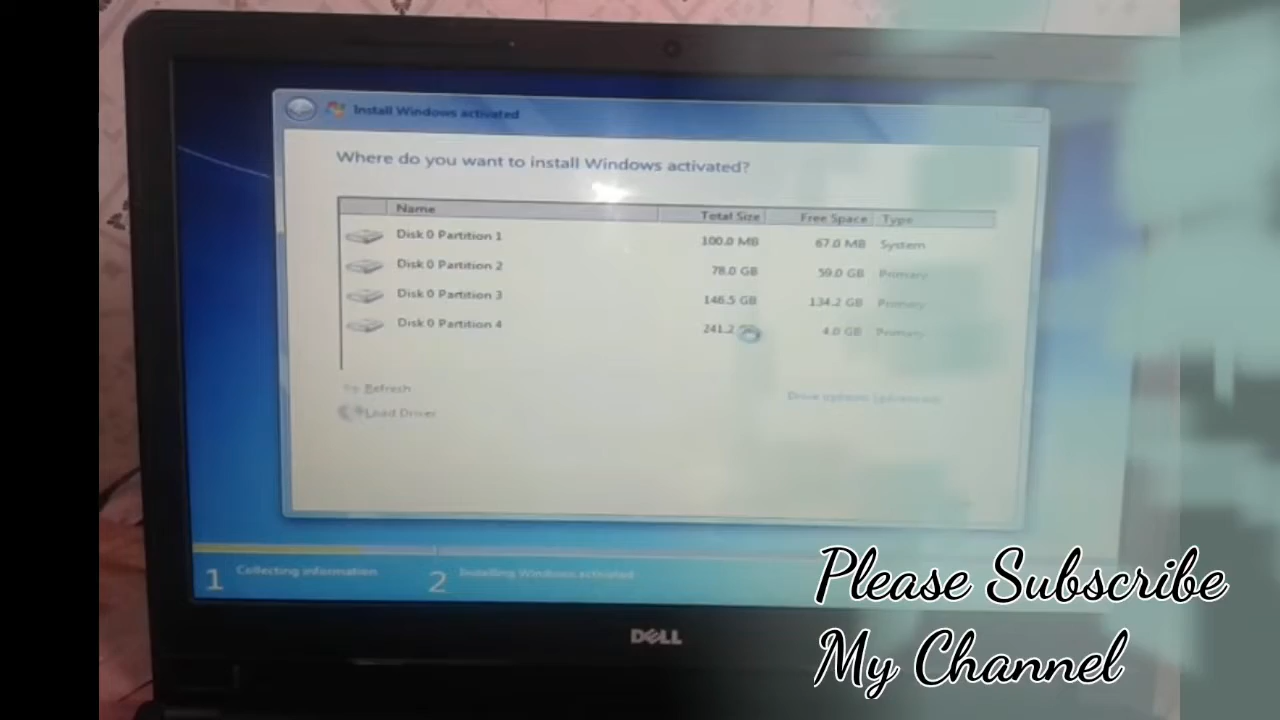 Install Windows activated
Where do you want to install Windows activated?
Name Total Size Free Space Type
Disk 0 Partition 1 100.0 MB 67.0 MB System
Disk 0 Partition 2 78.0 GB 59.0 GB Primary
Disk 0 Partition 3 146.5 GB 134.2 GB Primary
Disk 0 Partition 4 241.2 4.0 GB Primary
Refresh
Drive options (advanced)
Load Driver
1 Collecting information 2 Installing Windows activated
Please Subscribe
My Channel
DELL